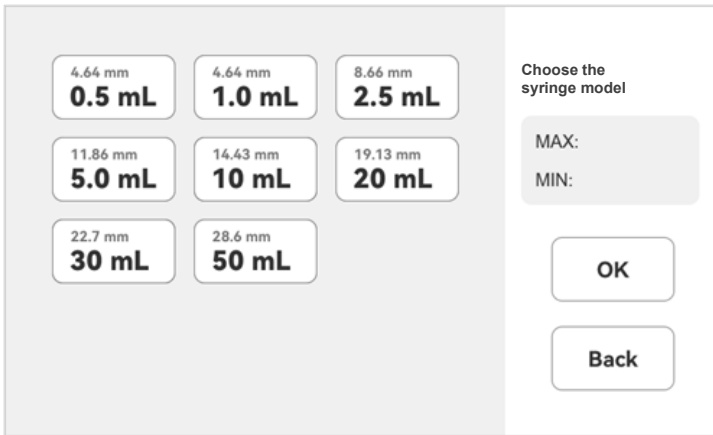 4.64 mm
0.5 mL
4.64 mm
1.0 mL
8.66 mm
2.5 mL
11.86 mm
5.0 mL
14.43 mm
10 mL
19.13 mm
20 mL
22.7 mm
30 mL
28.6 mm
50 mL
Choose the
syringe model
MAX:
MIN:
OK
Back